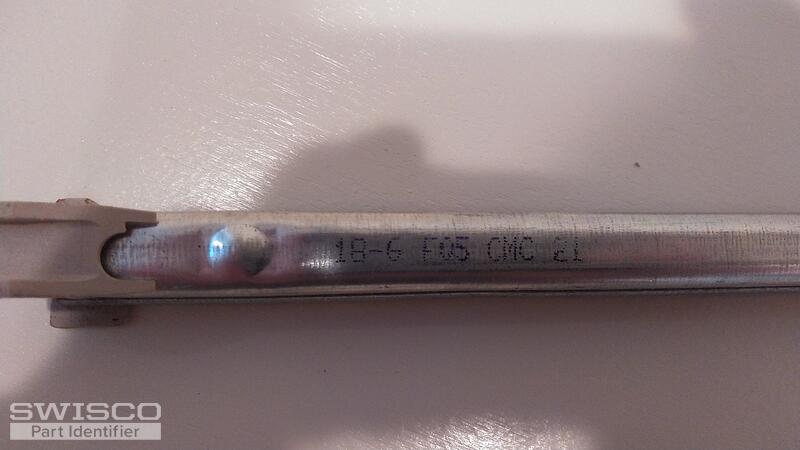 18-6 F05 CMC 21
SWISCO
Part Identifier